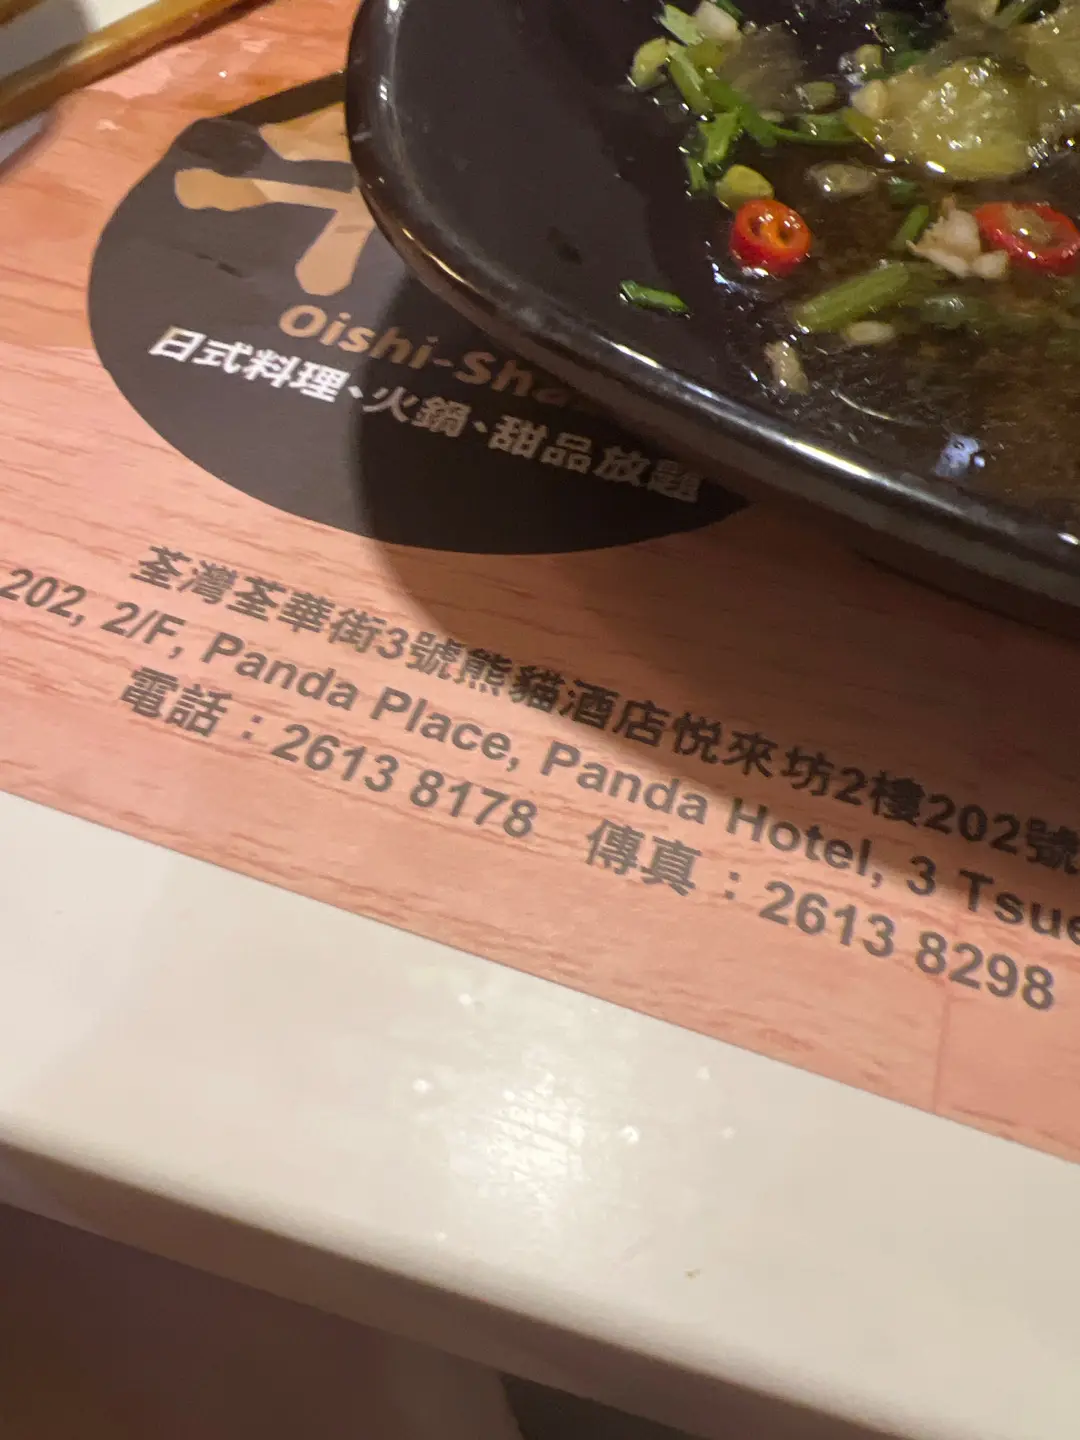 Oishi-Sha
日式料理、火鍋、甜品放題
荃灣荃華街3號熊貓酒店悅來坊2樓202號
202, 2/F, Panda Place, Panda Hotel, 3 Tsue
電話：2613 8178 傳真：2613 8298